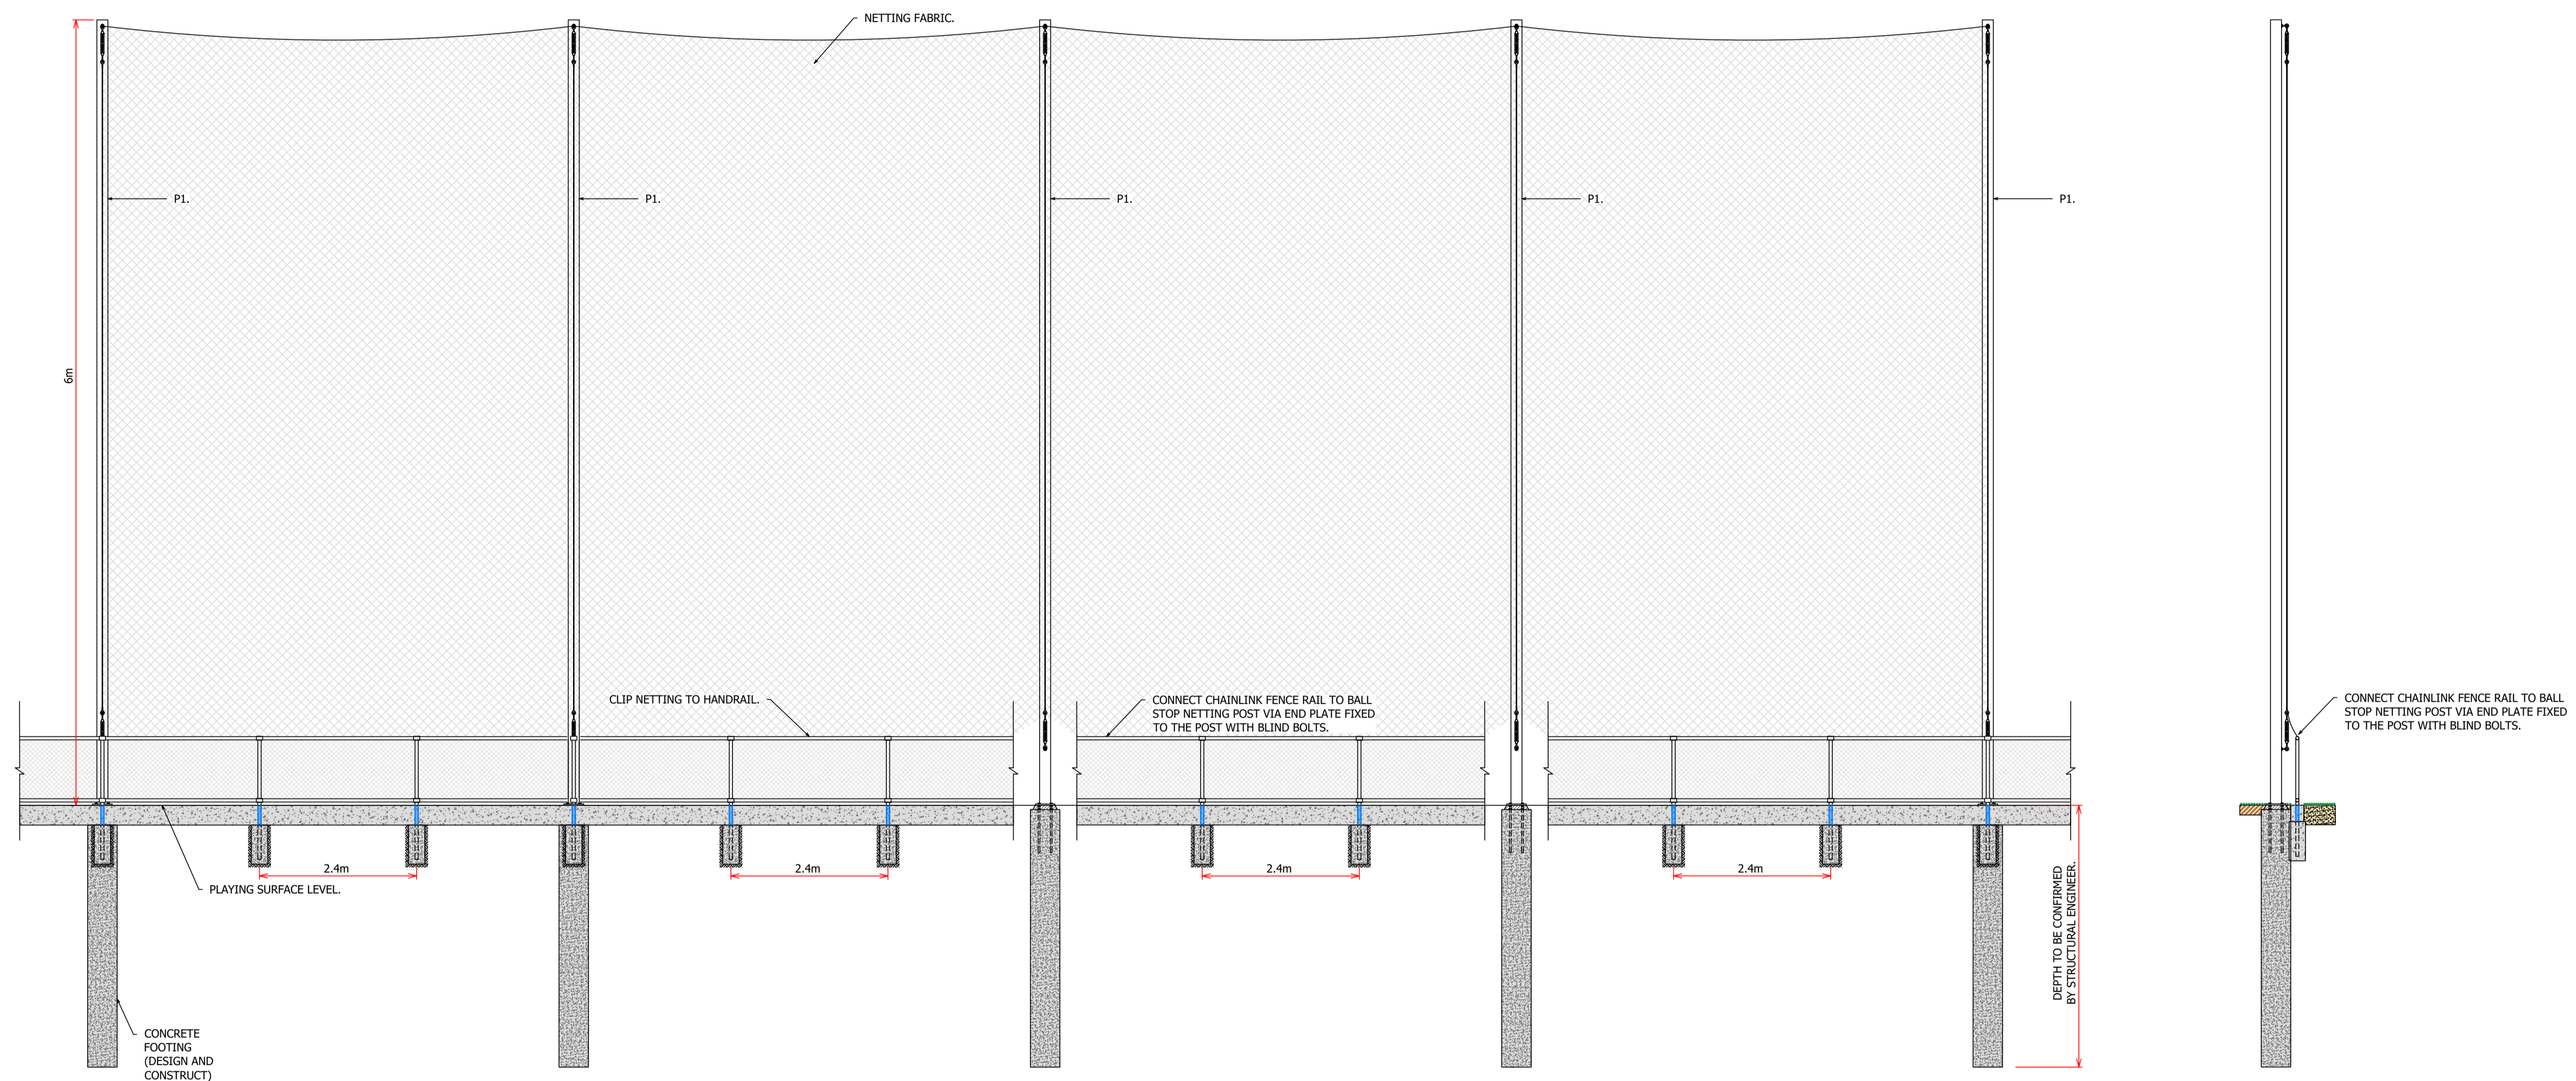 NETTING FABRIC.
P1.
P1.
P1.
P1.
P1.
6m
CLIP NETTING TO HANDRAIL.
CONNECT CHAINLINK FENCE RAIL TO BALL
STOP NETTING POST VIA END PLATE FIXED
TO THE POST WITH BLIND BOLTS.
CONNECT CHAINLINK FENCE RAIL TO BALL
STOP NETTING POST VIA END PLATE FIXED
TO THE POST WITH BLIND BOLTS.
2.4m
2.4m
2.4m
2.4m
PLAYING SURFACE LEVEL.
DEPTH TO BE CONFIRMED
BY STRUCTURAL ENGINEER.
CONCRETE
FOOTING
(DESIGN AND
CONSTRUCT)